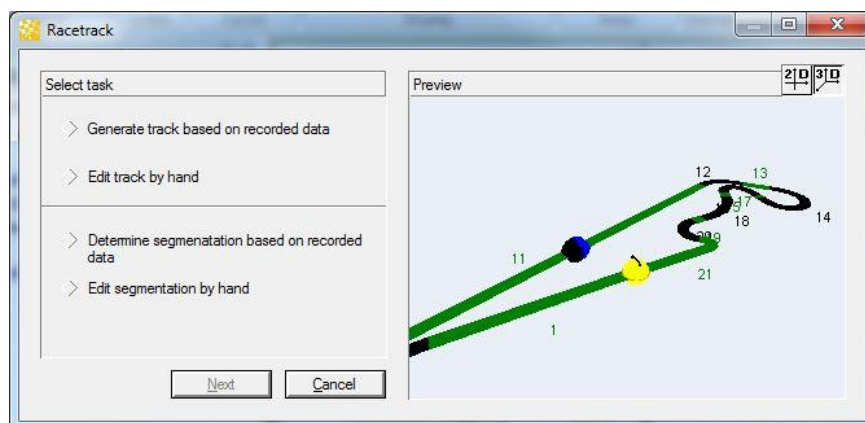 Racetrack
Select task
Generate track based on recorded data
Edit track by hand
Determine segmenatation based on recorded
data
Edit segmentation by hand
Next
Cancel
Preview
2D
3D
12
13
17
14
18
11
21
1